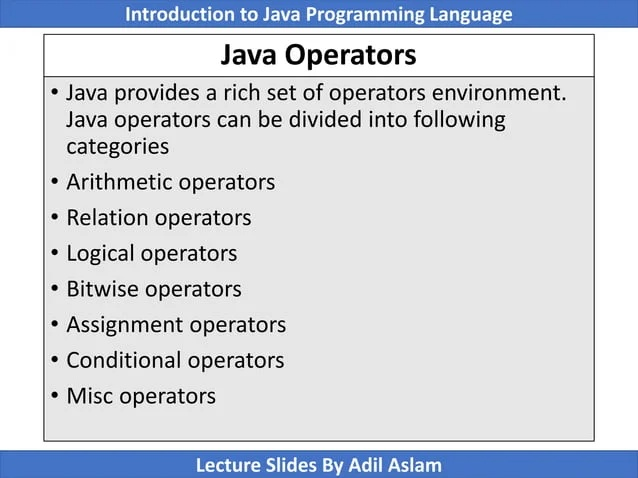 Introduction to Java Programming Language
Java Operators
• Java provides a rich set of operators environment.
Java operators can be divided into following
categories
• Arithmetic operators
• Relation operators
• Logical operators
• Bitwise operators
• Assignment operators
• Conditional operators
• Misc operators
Lecture Slides By Adil Aslam